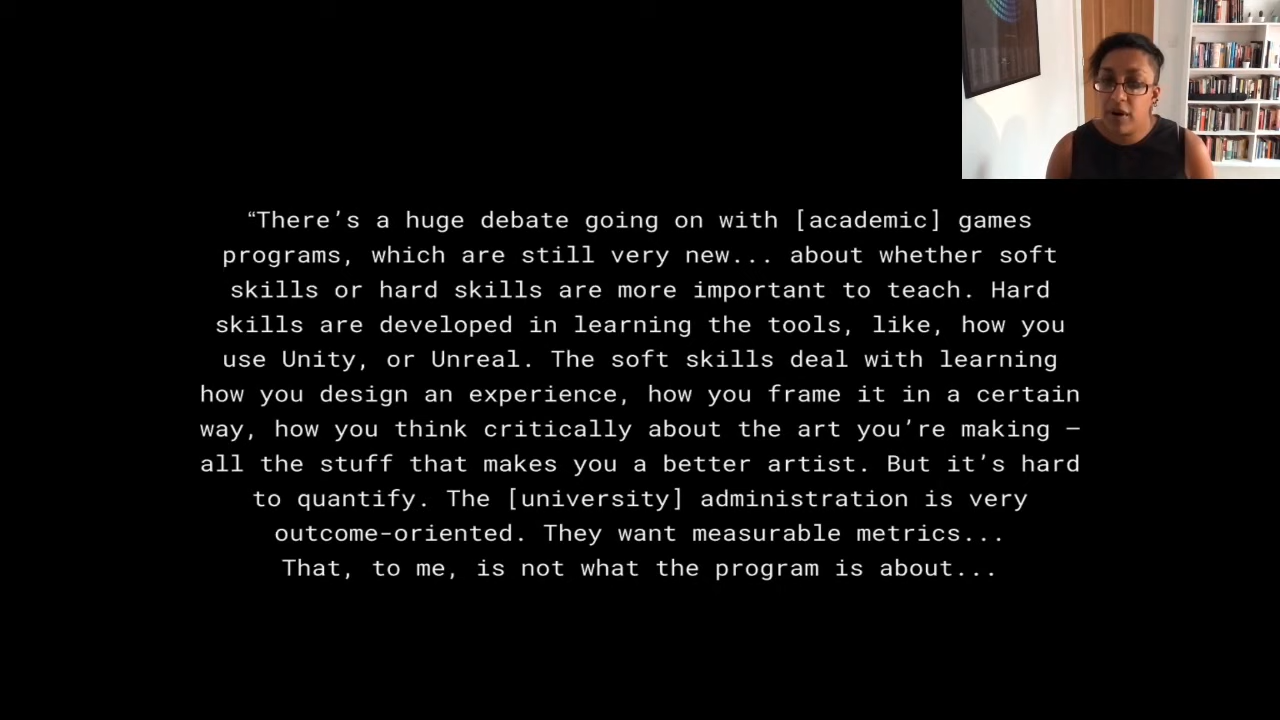 “There’s a huge debate going on with [academic] games
programs, which are still very new... about whether soft
skills or hard skills are more important to teach. Hard
skills are developed in learning the tools, like, how you
use Unity, or Unreal. The soft skills deal with learning
how you design an experience, how you frame it in a certain
way, how you think critically about the art you’re making –
all the stuff that makes you a better artist. But it’s hard
to quantify. The [university] administration is very
outcome-oriented. They want measurable metrics...
That, to me, is not what the program is about...